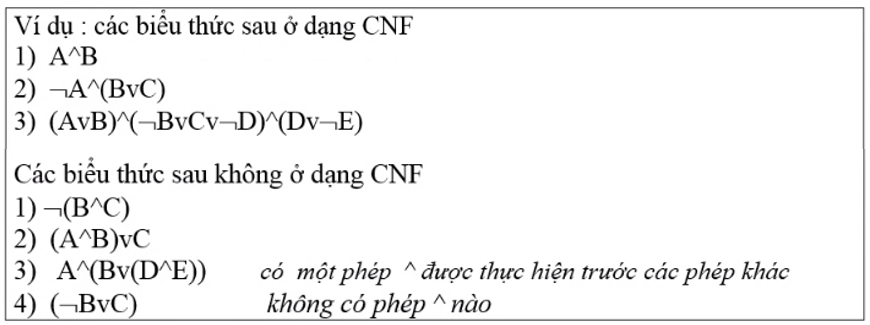 Ví dụ : các biểu thức sau ở dạng CNF
1) A^B
2) ¬A^(BvC)
3) (AvB)^(¬BvCv¬D)^(Dv¬E)
Các biểu thức sau không ở dạng CNF
1) ¬(B^C)
2) (A^B)vC
3) A^(Bv(D^E)) có một phép ^ được thực hiện trước các phép khác
4) (¬BvC) không có phép ^ nào